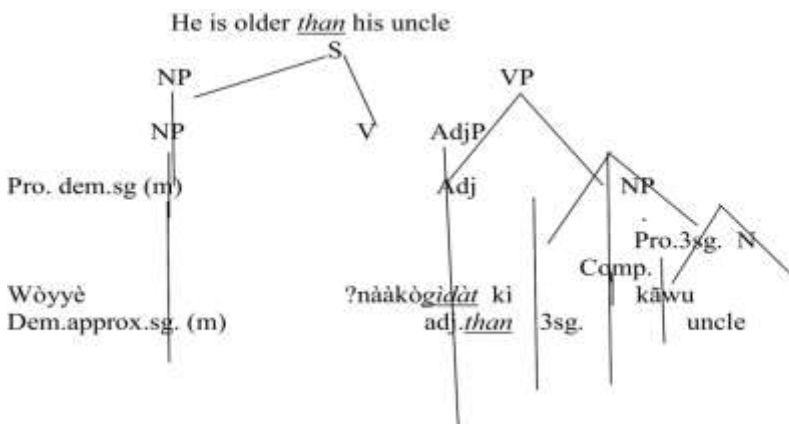 He is older than his uncle
S
NP VP
NP V AdjP
Pro. dem.sg (m) Adj NP
Pro.3sg. N
Comp.
Wòyyè ?nààkògìdàt kì kāwu
Dem.approx.sg. (m) adj.than 3sg. uncle